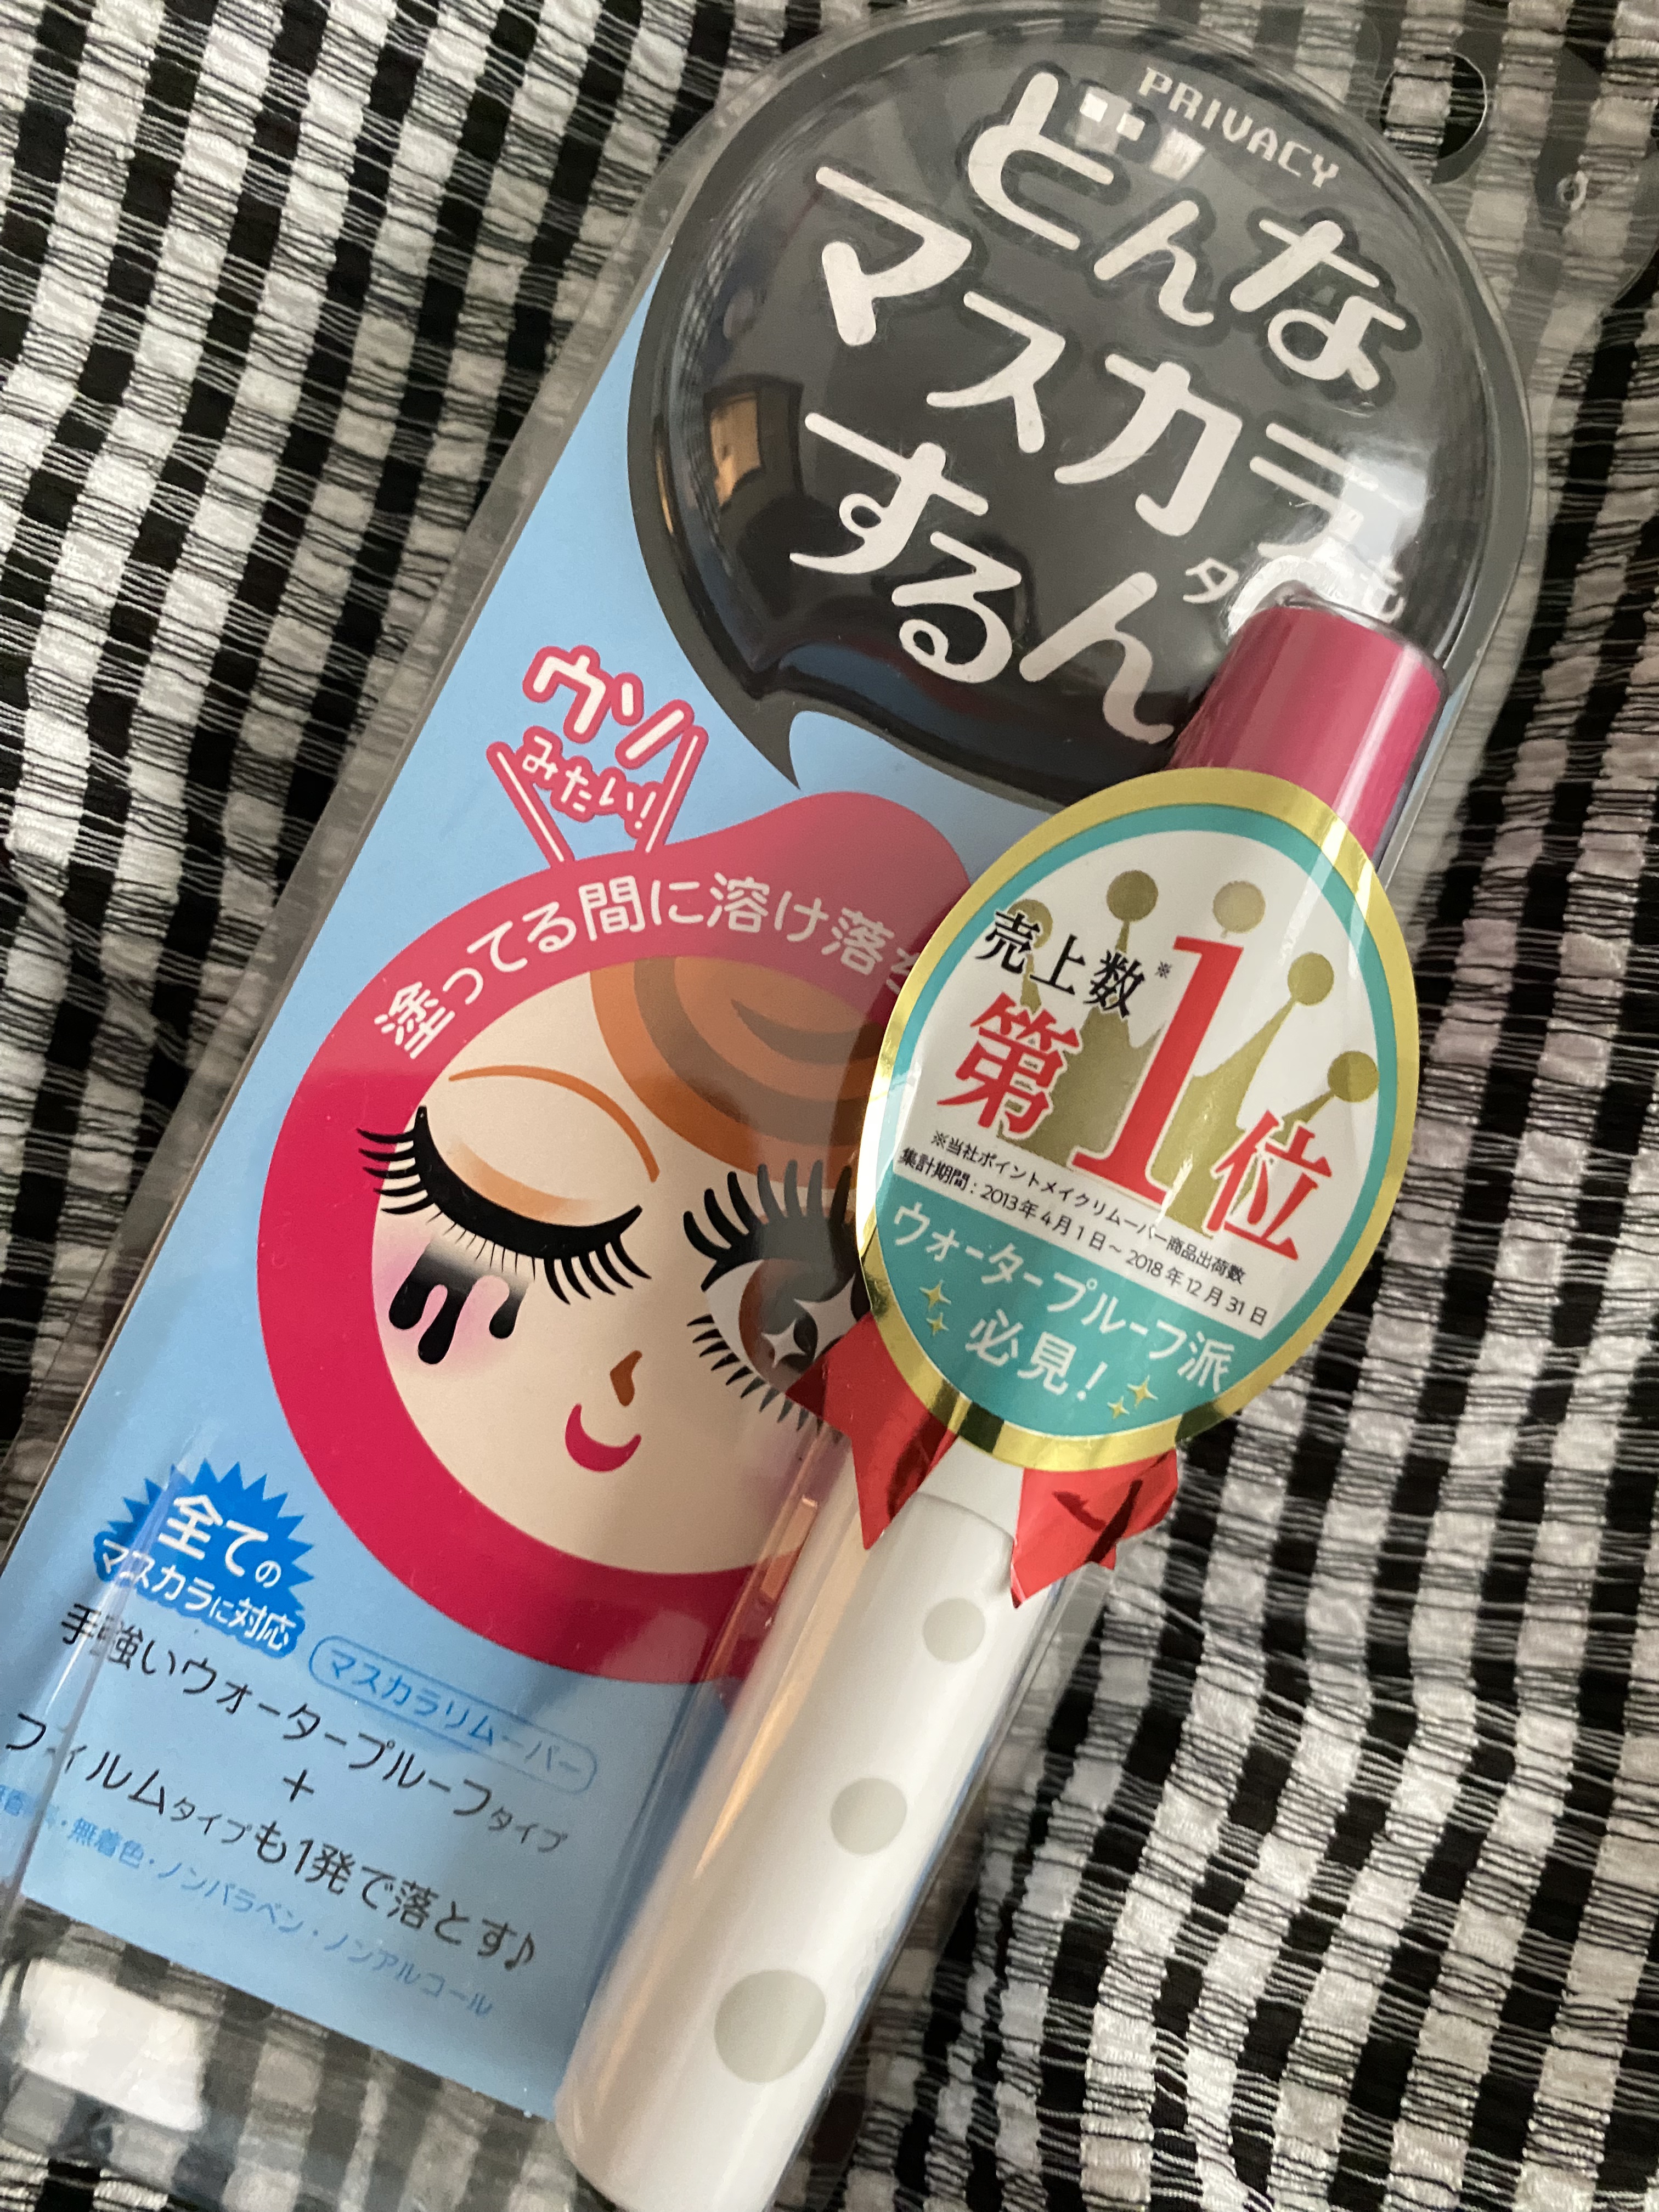 PRIVACY
どんな
マスカラ
するん
ウソ
みたい!
塗ってる間に溶け落
売上数※
第1位
※当社ポイントメイクリムーバー商品出荷数
集計期間:2013年4月1日~2018年12月31日
ウォータープルーフ派
必見!
全ての
マスカラに対応
マスカラリムーバー
手強いウォータープルーフタイプ
+
フィルムタイプも1発で落とす♪
無着色・ノンパラベン・ノンアルコール